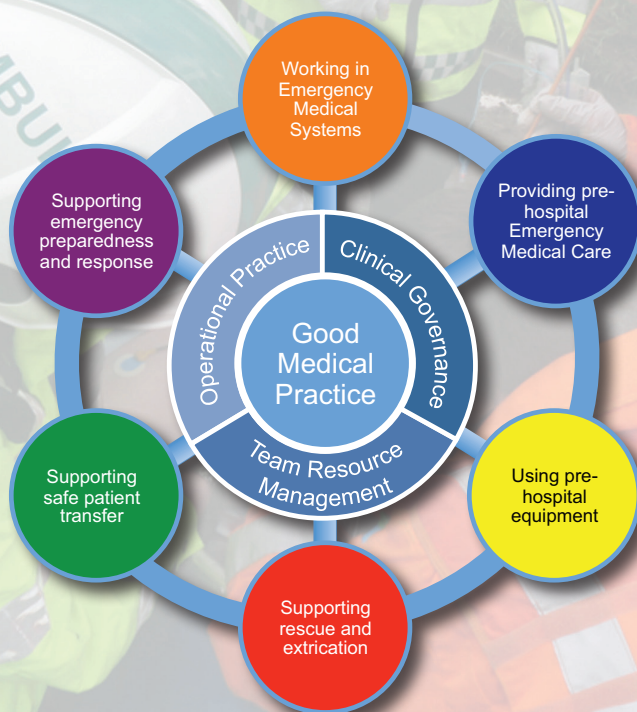 Working in
Emergency
Medical
Systems
Providing pre-
hospital
Emergency
Medical Care
Using pre-
hospital
equipment
Supporting
rescue and
extrication
Supporting
safe patient
transfer
Supporting
emergency
preparedness
and response
Operational Practice
Clinical Governance
Team Resource
Management
Good
Medical
Practice
MBU